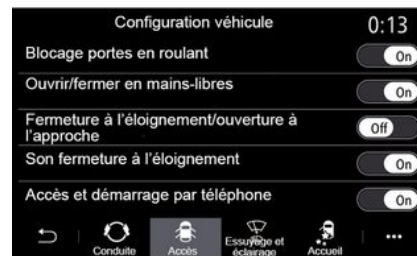 Configuration véhicule
0:13
Blocage portes en roulant
On
Ouvrir/fermer en mains-libres
On
Fermeture à l'éloignement/ouverture à
l'approche
Off
Son fermeture à l'éloignement
On
Accès et démarrage par téléphone
On
Conduite
Accès
Essuyage et
éclairage
Accueil